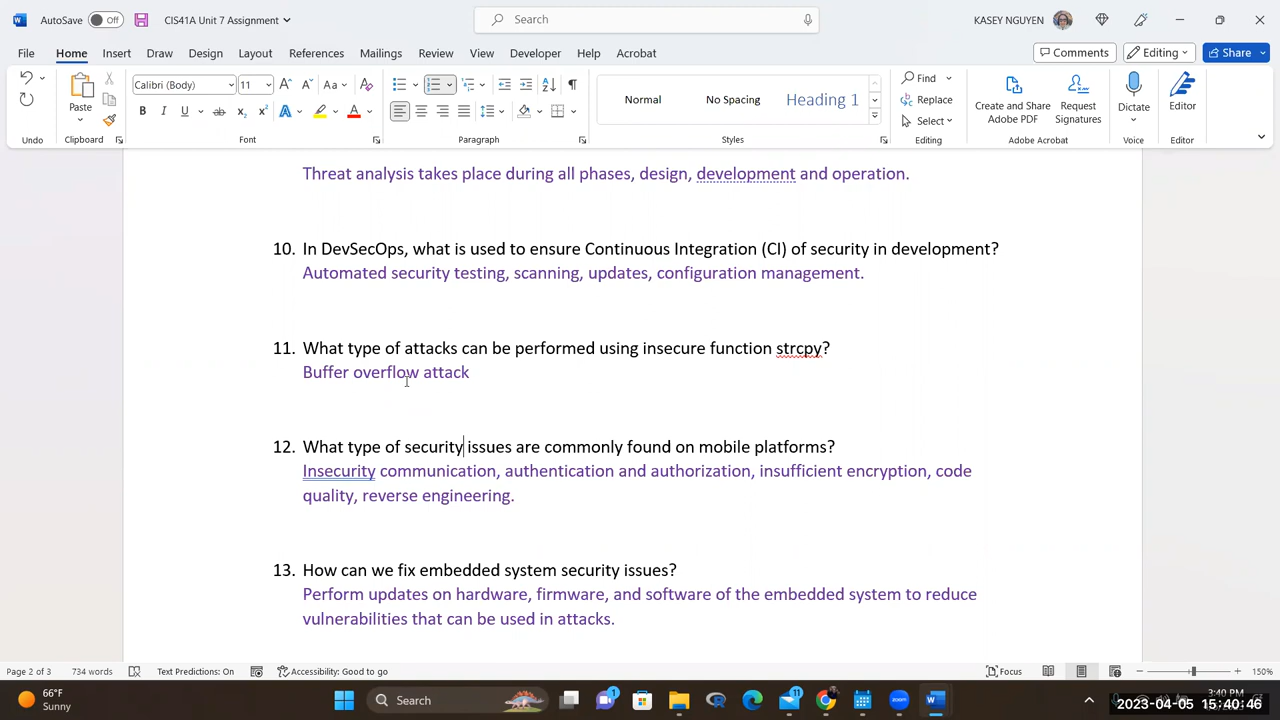 AutoSave Off CIS41A Unit 7 Assignment Search KASEY NGUYEN
File Home Insert Draw Design Layout References Mailings Review View Developer Help Acrobat Comments Editing Share
Calibri (Body) 11 Aa Find
Paste Normal No Spacing Heading 1 Replace Create and Share Adobe PDF Request Signatures Dictate Editor
B I U ab x₂ x² A A Select
Undo Clipboard Font Paragraph Styles Editing Adobe Acrobat Voice Editor
Threat analysis takes place during all phases, design, development and operation.
10. In DevSecOps, what is used to ensure Continuous Integration (CI) of security in development?
Automated security testing, scanning, updates, configuration management.
11. What type of attacks can be performed using insecure function strcpy?
Buffer overflow attack
12. What type of security issues are commonly found on mobile platforms?
Insecurity communication, authentication and authorization, insufficient encryption, code
quality, reverse engineering.
13. How can we fix embedded system security issues?
Perform updates on hardware, firmware, and software of the embedded system to reduce
vulnerabilities that can be used in attacks.
Page 2 of 3 734 words Text Predictions: On Accessibility: Good to go Focus 150%
66°F
Sunny
Search 1 11 3:40 PM
2023-04-05 15:40:46